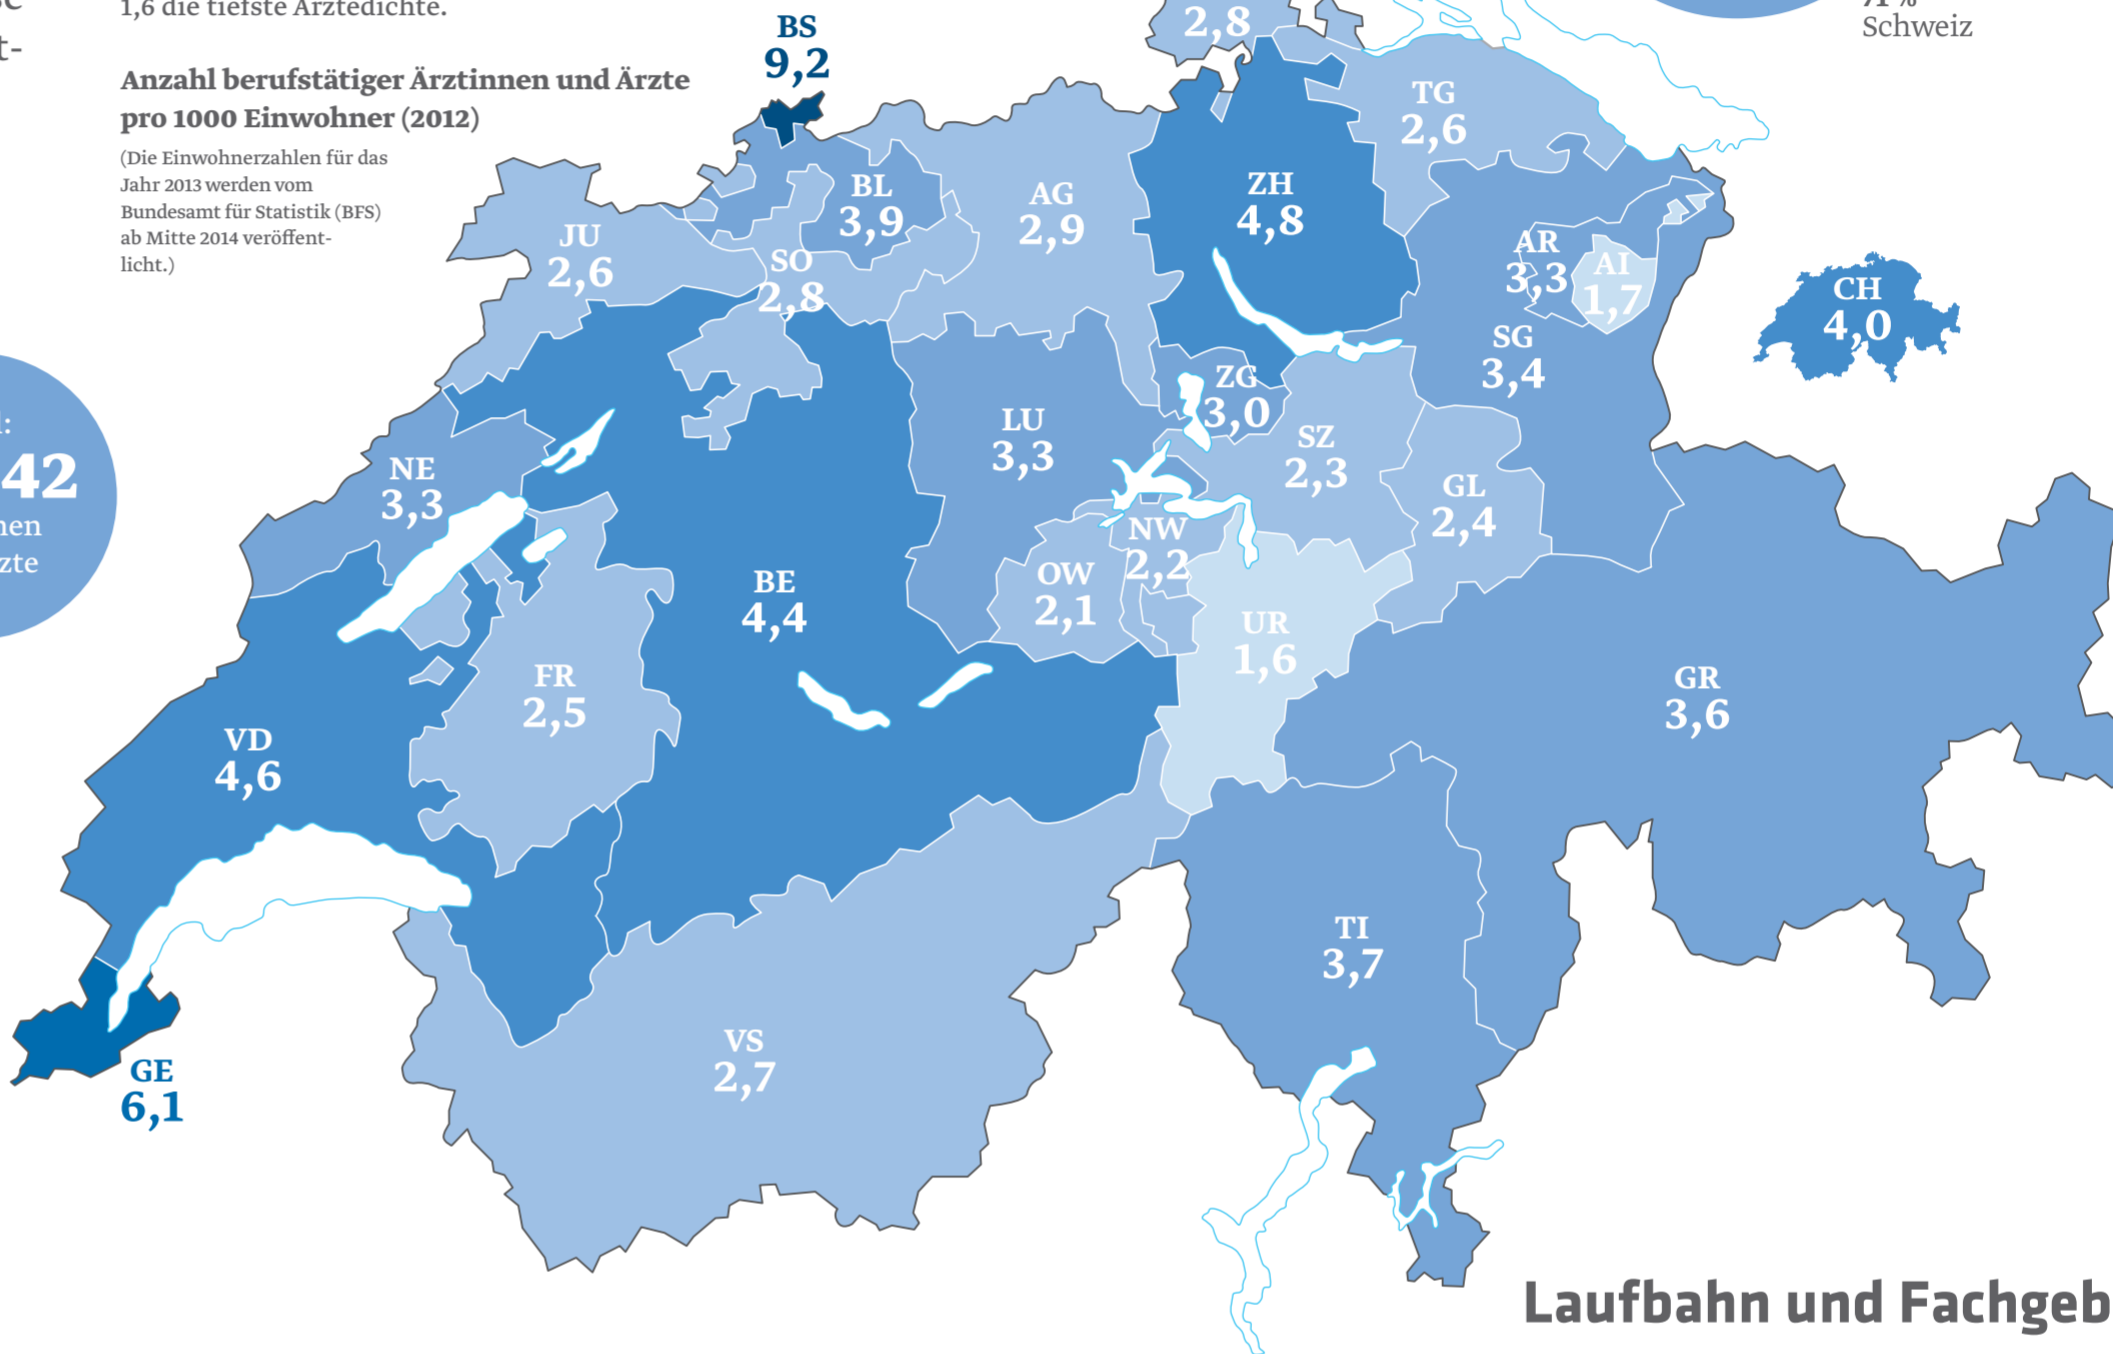 1,6 die tiefste Ärztedichte.
Anzahl berufstätiger Ärztinnen und Ärzte
pro 1000 Einwohner (2012)
(Die Einwohnerzahlen für das
Jahr 2013 werden vom
Bundesamt für Statistik (BFS)
ab Mitte 2014 veröffent-
licht.)
BS
9,2
2,8
71%
Schweiz
TG
2,6
BL
3,9
AG
2,9
ZH
4,8
JU
2,6
SO
2,8
AR
3,3
AI
1,7
CH
4,0
SG
3,4
ZG
3,0
LU
3,3
SZ
2,3
GL
2,4
NE
3,3
42
NW
2,2
OW
2,1
BE
4,4
UR
1,6
FR
2,5
GR
3,6
VD
4,6
TI
3,7
VS
2,7
GE
6,1
Laufbahn und Fachgeb